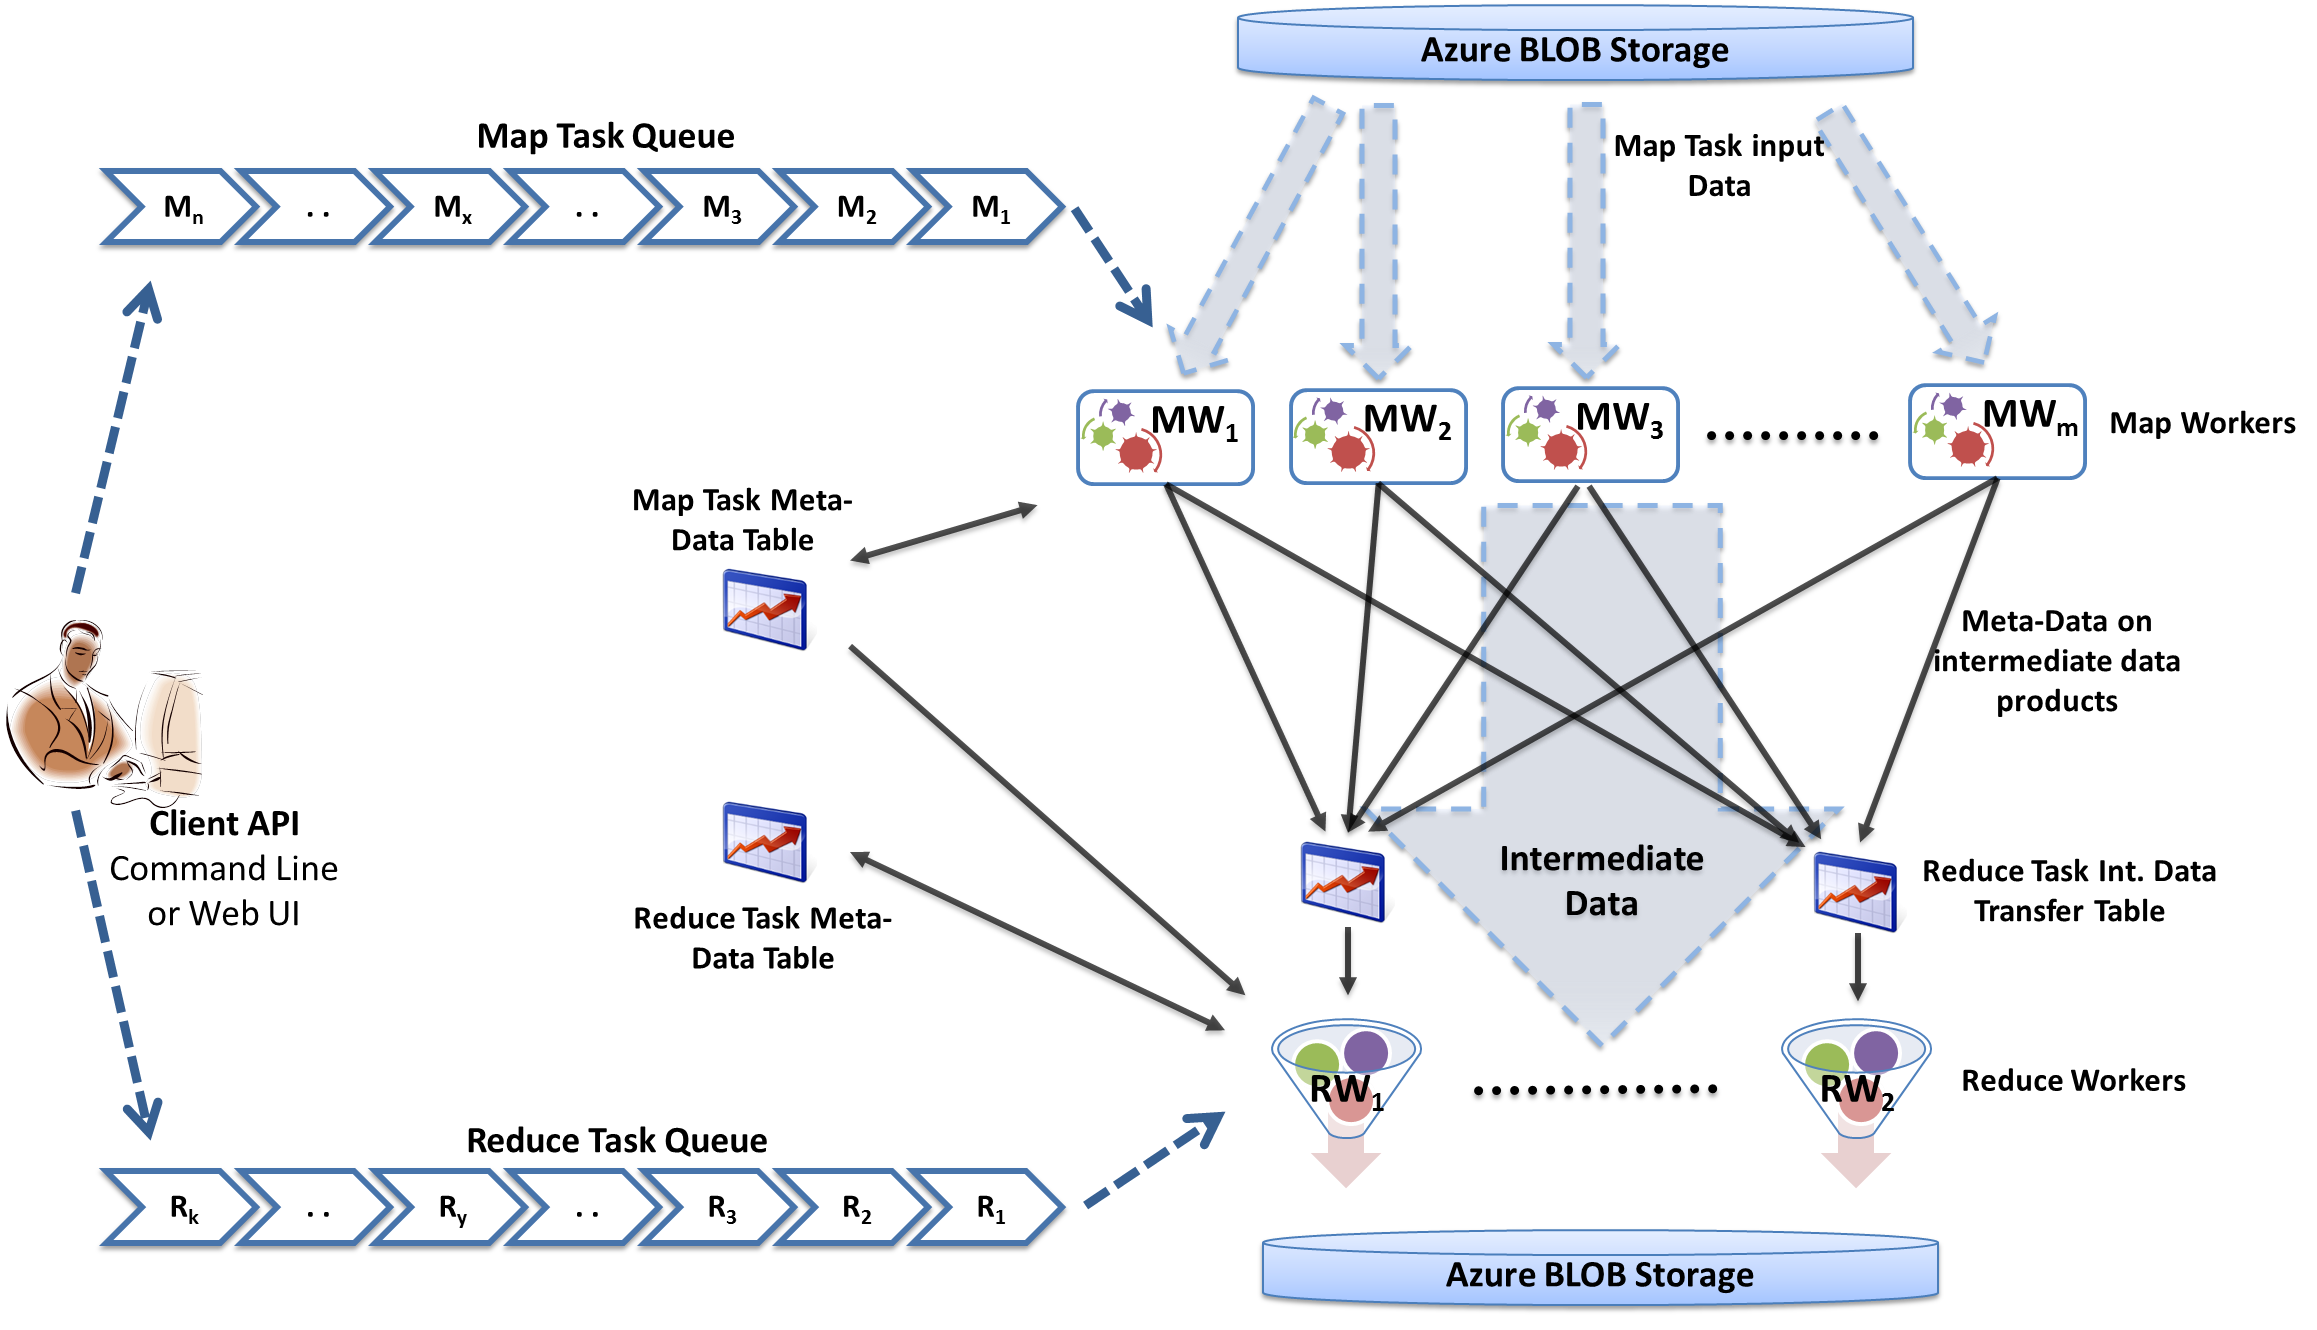 Azure BLOB Storage
Map Task Queue
Mn
. .
Mx
. .
M3
M2
M1
Map Task input
Data
MW1
MW2
MW3
MWm
Map Workers
Map Task Meta-
Data Table
Meta-Data on
intermediate data
products
Client API
Command Line
or Web UI
Reduce Task Meta-
Data Table
Intermediate
Data
Reduce Task Int. Data
Transfer Table
RW1
RW2
Reduce Workers
Reduce Task Queue
Rk
. .
Ry
. .
R3
R2
R1
Azure BLOB Storage